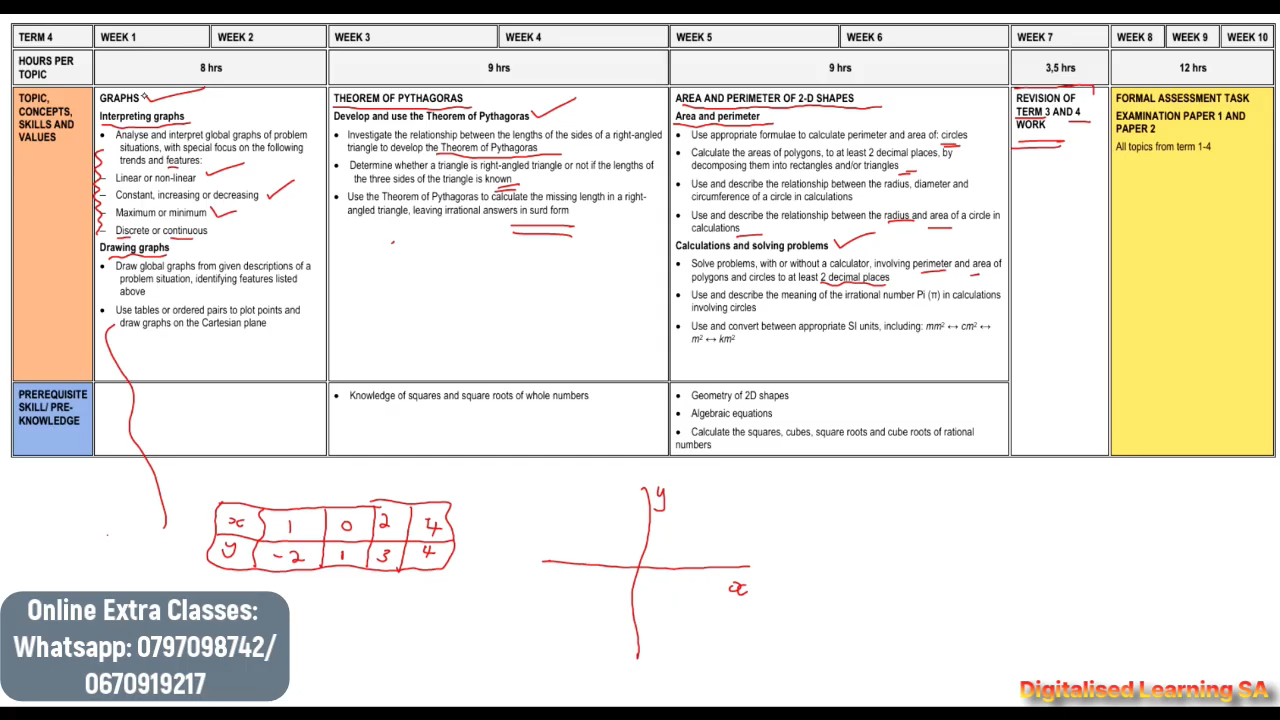 TERM 4
WEEK 1
WEEK 2
WEEK 3
WEEK 4
WEEK 5
WEEK 6
WEEK 7
WEEK 8
WEEK 9
WEEK 10
HOURS PER
TOPIC
8 hrs
9 hrs
9 hrs
3,5 hrs
12 hrs
TOPIC,
CONCEPTS,
SKILLS AND
VALUES
GRAPHS
Interpreting graphs
• Analyse and interpret global graphs of problem
situations, with special focus on the following
trends and features:
– Linear or non-linear
– Constant, increasing or decreasing
– Maximum or minimum
– Discrete or continuous
Drawing graphs
• Draw global graphs from given descriptions of a
problem situation, identifying features listed
above
• Use tables or ordered pairs to plot points and
draw graphs on the Cartesian plane
THEOREM OF PYTHAGORAS
Develop and use the Theorem of Pythagoras
• Investigate the relationship between the lengths of the sides of a right-angled
triangle to develop the Theorem of Pythagoras
• Determine whether a triangle is right-angled triangle or not if the lengths of
the three sides of the triangle is known
• Use the Theorem of Pythagoras to calculate the missing length in a right-
angled triangle, leaving irrational answers in surd form
AREA AND PERIMETER OF 2-D SHAPES
Area and perimeter
• Use appropriate formulae to calculate perimeter and area of: circles
• Calculate the areas of polygons, to at least 2 decimal places, by
decomposing them into rectangles and/or triangles
• Use and describe the relationship between the radius, diameter and
circumference of a circle in calculations
• Use and describe the relationship between the radius and area of a circle in
calculations
Calculations and solving problems
• Solve problems, with or without a calculator, involving perimeter and area of
polygons and circles to at least 2 decimal places
• Use and describe the meaning of the irrational number Pi (π) in calculations
involving circles
• Use and convert between appropriate SI units, including: mm² ↔ cm² ↔
m² ↔ km²
REVISION OF
TERM 3 AND 4
WORK
FORMAL ASSESSMENT TASK
EXAMINATION PAPER 1 AND
PAPER 2
All topics from term 1-4
PREREQUISITE
SKILL/ PRE-
KNOWLEDGE
• Knowledge of squares and square roots of whole numbers
• Geometry of 2D shapes
• Algebraic equations
• Calculate the squares, cubes, square roots and cube roots of rational
numbers
x 1 0 2 4
y -2 1 3 4
y
x
Online Extra Classes:
Whatsapp: 0797098742/
0670919217
Digitalised Learning SA